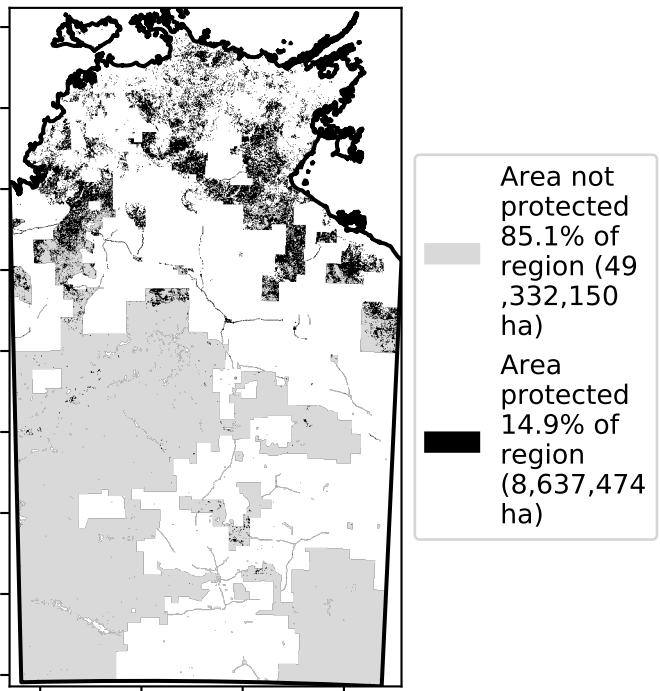 Area not
protected
85.1% of
region (49
,332,150
ha)
Area
protected
14.9% of
region
(8,637,474
ha)